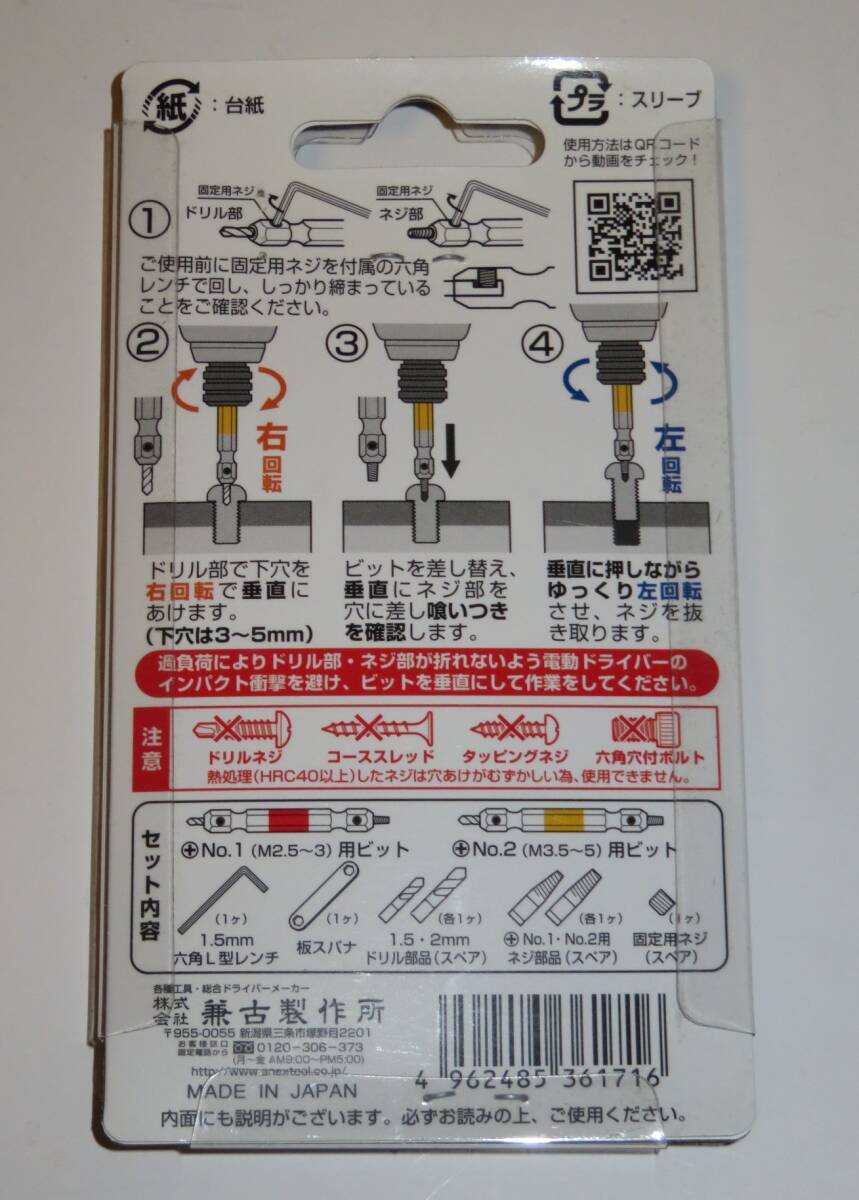 紙：台紙
プラ：スリーブ
使用方法はQRコード
から動画をチェック！
固定用ネジ
ドリル部
固定用ネジ
ネジ部
①
ご使用前に固定用ネジを付属の六角
レンチで回し、しっかり締まっている
ことをご確認ください。
②
右回転
ドリル部で下穴を
右回転で垂直に
あけます。
(下穴は3〜5mm)
③
ビットを差し替え、
垂直にネジ部を
穴に差し喰いつき
を確認します。
④
左回転
垂直に押しながら
ゆっくり左回転
させ、ネジを抜
き取ります。
過負荷によりドリル部・ネジ部が折れないよう電動ドライバーの
インパクト衝撃を避け、ビットを垂直にして作業をしてください。
注意
ドリルネジ コーススレッド タッピングネジ 六角穴付ボルト
熱処理(HRC40以上)したネジは穴あけがむずかしい為、使用できません。
セット内容
No.1 (M2.5〜3) 用ビット
No.2 (M3.5〜5) 用ビット
(1ヶ)
1.5mm
六角L型レンチ
(1ヶ)
板スパナ
(各1ヶ)
1.5・2mm
ドリル部品(スペア)
(各1ヶ)
No.1・No.2用
ネジ部品(スペア)
(1ヶ)
固定用ネジ
(スペア)
各種工具・総合ドライバーメーカー
株式会社 兼古製作所
〒955-0055 新潟県三条市塚野目2201
お客様窓口
固定電話から 0120-306-373
(月〜金 AM9:00〜PM5:00)
http://www.anextool.co.jp/
MADE IN JAPAN
4 962485 361716
内面にも説明がございます。必ずお読みの上、ご使用ください。